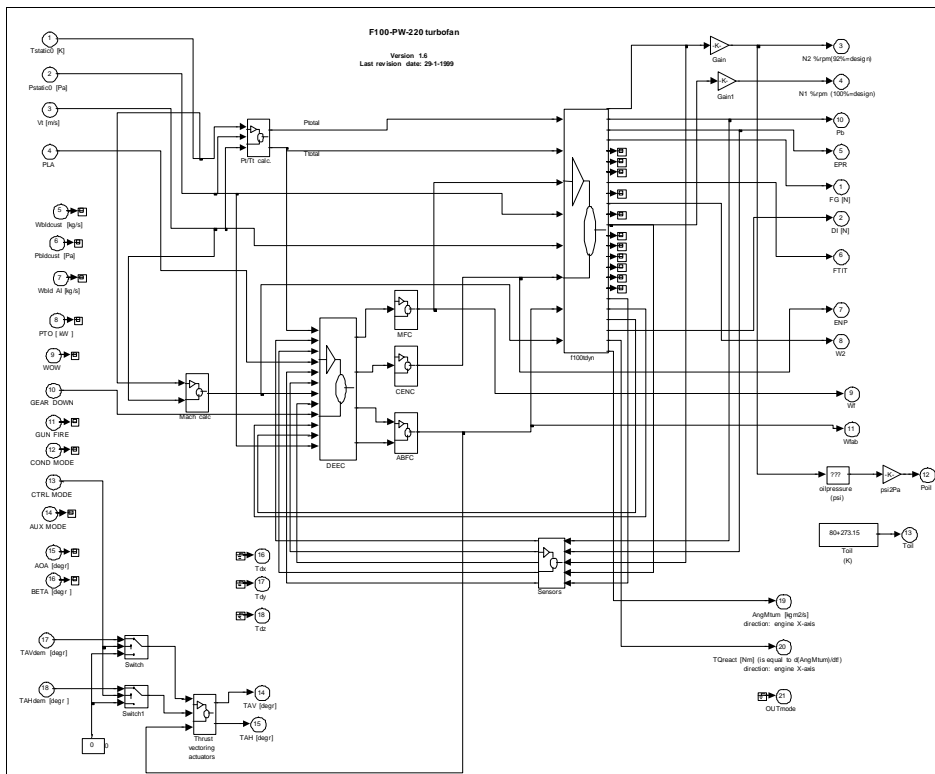 F100-PW-220 turbofan
Version 1.6
Last revision date: 29-1-1999
1
Tstatic0 [K]
2
Pstatic0 [Pa]
3
Vt [m/s]
4
PLA
5
Wbldcust [kg/s]
6
Pbldcust [Pa]
7
Wbld AI [kg/s]
8
PTO [ kW ]
9
WOW
10
GEAR DOWN
11
GUN FIRE
12
COND MODE
13
CTRL MODE
14
AUX MODE
15
AOA [degr]
16
BETA [degr ]
17
TAVdem [degr]
18
TAHdem [degr ]
0
0
Switch
Switch1
Thrust
vectoring
actuators
14
TAV [degr]
15
TAH [degr]
Pt/Tt calc.
Ptotal
Ttotal
Mach calc
DEEC
MFC
CENC
ABFC
f100tdyn
Sensors
16
Tdx
17
Tdy
18
Tdz
-K-
Gain
-K-
Gain1
3
N2 %rpm(92%=design)
4
N1 %rpm (100%=design)
10
Pb
5
EPR
1
FG [N]
2
DI [N]
6
FTIT
7
ENP
8
W2
9
Wf
11
Wfab
???
oilpressure
(psi)
-K-
psi2Pa
12
Poil
80+273.15
Toil
(K)
13
Toil
19
AngMturn [kgm2/s]
direction: engine X-axis
20
TQreact [Nm] (is equal to d(AngMturn)/dt!)
direction: engine X-axis
21
OUTmode